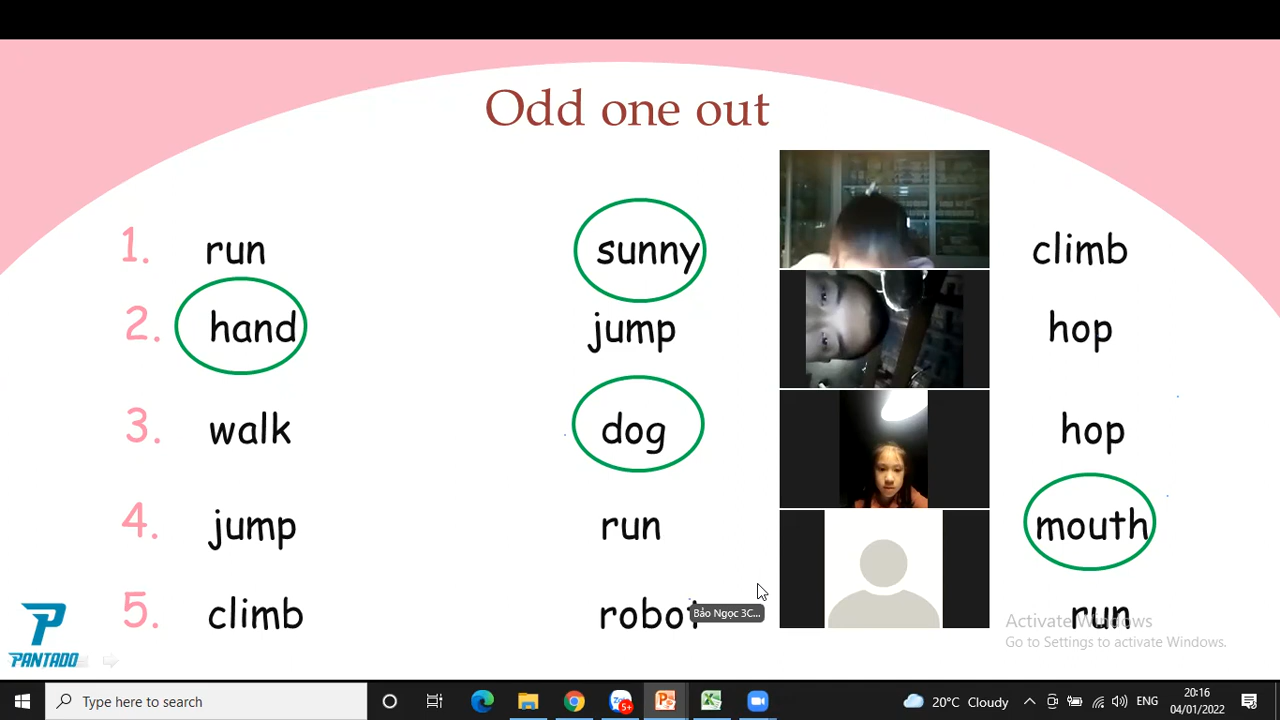 Odd one out
1. run sunny climb
2. hand jump hop
3. walk dog hop
4. jump run mouth
5. climb robot run
Bảo Ngọc 3C...
Activate Windows
Go to Settings to activate Windows.
PANTADO
Type here to search
5+
20°C Cloudy
ENG
20:16
04/01/2022